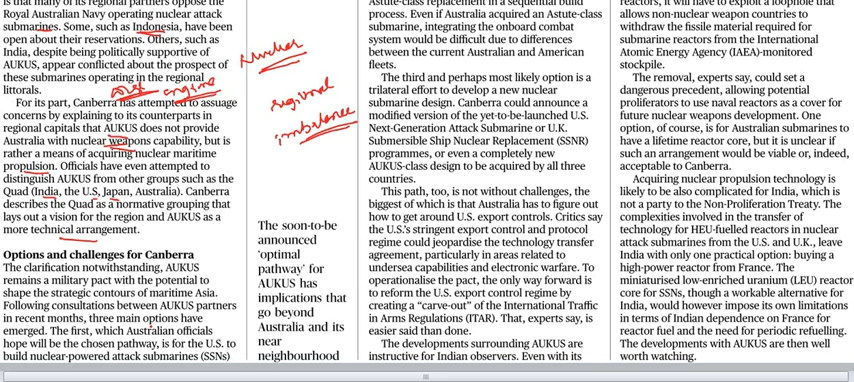 is that many of its regional partners oppose the
Royal Australian Navy operating nuclear attack
submarines. Some, such as Indonesia, have been
open about their reservations. Others, such as
India, despite being politically supportive of
AUKUS, appear conflicted about the prospect of
these submarines operating in the regional
littorals.
For its part, Canberra has attempted to assuage
concerns by explaining to its counterparts in
regional capitals that AUKUS does not provide
Australia with nuclear weapons capability, but is
rather a means of acquiring nuclear maritime
propulsion. Officials have even attempted to
distinguish AUKUS from other groups such as the
Quad (India, the U.S, Japan, Australia). Canberra
describes the Quad as a normative grouping that
lays out a vision for the region and AUKUS as a
more technical arrangement.
Options and challenges for Canberra
The clarification notwithstanding, AUKUS
remains a military pact with the potential to
shape the strategic contours of maritime Asia.
Following consultations between AUKUS partners
in recent months, three main options have
emerged. The first, which Australian officials
hope will be the chosen pathway, is for the U.S. to
build nuclear-powered attack submarines (SSNs)
nuclear
engine
regional
imbalance
The soon-to-be
announced
'optimal
pathway' for
AUKUS has
implications that
go beyond
Australia and its
near
neighbourhood
Astute-class replacement in a sequential build
process. Even if Australia acquired an Astute-class
submarine, integrating the onboard combat
system would be difficult due to differences
between the current Australian and American
fleets.
The third and perhaps most likely option is a
trilateral effort to develop a new nuclear
submarine design. Canberra could announce a
modified version of the yet-to-be-launched U.S.
Next-Generation Attack Submarine or U.K.
Submersible Ship Nuclear Replacement (SSNR)
programmes, or even a completely new
AUKUS-class design to be acquired by all three
countries.
This path, too, is not without challenges, the
biggest of which is that Australia has to figure out
how to get around U.S. export controls. Critics say
the U.S.'s stringent export control and protocol
regime could jeopardise the technology transfer
agreement, particularly in areas related to
undersea capabilities and electronic warfare. To
operationalise the pact, the only way forward is
to reform the U.S. export control regime by
creating a “carve-out” of the International Traffic
in Arms Regulations (ITAR). That, experts say, is
easier said than done.
The developments surrounding AUKUS are
instructive for Indian observers. Even with its
reactors, it will have to exploit a loophole that
allows non-nuclear weapon countries to
withdraw the fissile material required for
submarine reactors from the International
Atomic Energy Agency (IAEA)-monitored
stockpile.
The removal, experts say, could set a
dangerous precedent, allowing potential
proliferators to use naval reactors as a cover for
future nuclear weapons development. One
option, of course, is for Australian submarines to
have a lifetime reactor core, but it is unclear if
such an arrangement would be viable or, indeed,
acceptable to Canberra.
Acquiring nuclear propulsion technology is
likely to be also complicated for India, which is
not a party to the Non-Proliferation Treaty. The
complexities involved in the transfer of
technology for HEU-fuelled reactors in nuclear
attack submarines from the U.S. and U.K., leave
India with only one practical option: buying a
high-power reactor from France. The
miniaturised low-enriched uranium (LEU) reactor
core for SSNs, though a workable alternative for
India, would however impose its own limitations
in terms of Indian dependence on France for
reactor fuel and the need for periodic refuelling.
The developments with AUKUS are then well
worth watching.